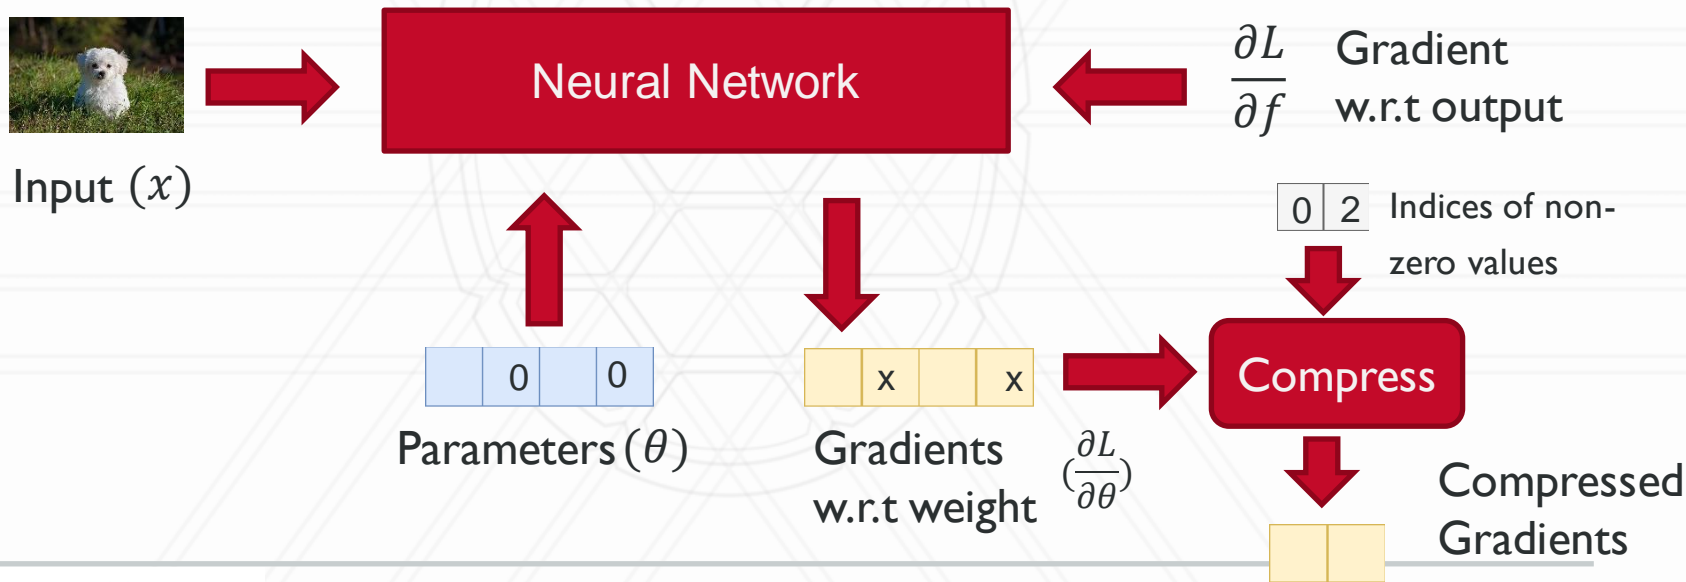 Neural Network
∂L
∂f
Gradient
w.r.t output
Input (x)
0 2
Indices of non-
zero values
0 0
x x
Compress
Parameters (θ)
Gradients
w.r.t weight
(∂L
∂θ)
Compressed
Gradients